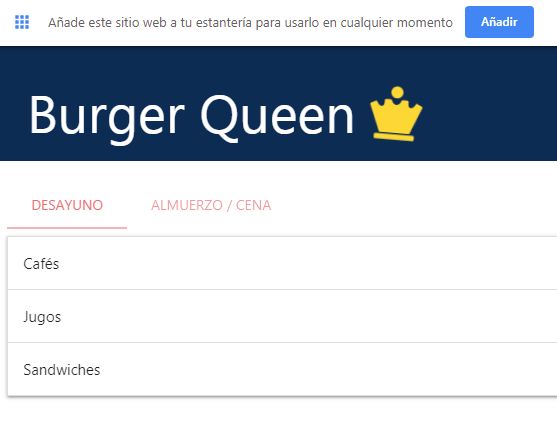 Añade este sitio web a tu estantería para usarlo en cualquier momento Añadir
Burger Queen
DESAYUNO ALMUERZO / CENA
Cafés
Jugos
Sandwiches